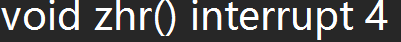 void zhr() interrupt 4